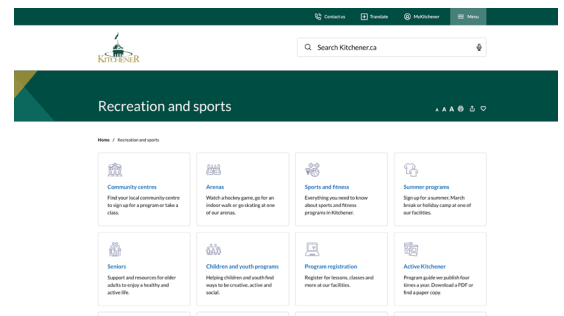 Contact us
Translate
MyKitchener
Menu
KITCHENER
Search Kitchener.ca
Recreation and sports
A A A
Home / Recreation and sports
Community centres
Find your local community centre
to sign up for a program or take a
class.
Arenas
Watch a hockey game, go for an
indoor walk or go skating at one
of our arenas.
Sports and fitness
Everything you need to know
about sports and fitness
programs in Kitchener.
Summer programs
Sign up for a summer, March
break or holiday camp at one of
our facilities.
Seniors
Support and resources for older
adults to enjoy a healthy and
active life.
Children and youth programs
Helping children and youth find
ways to be creative, active and
social.
Program registration
Register for lessons, classes and
more at our facilities.
Active Kitchener
Program guide we publish four
times a year. Download a PDF or
find a paper copy.